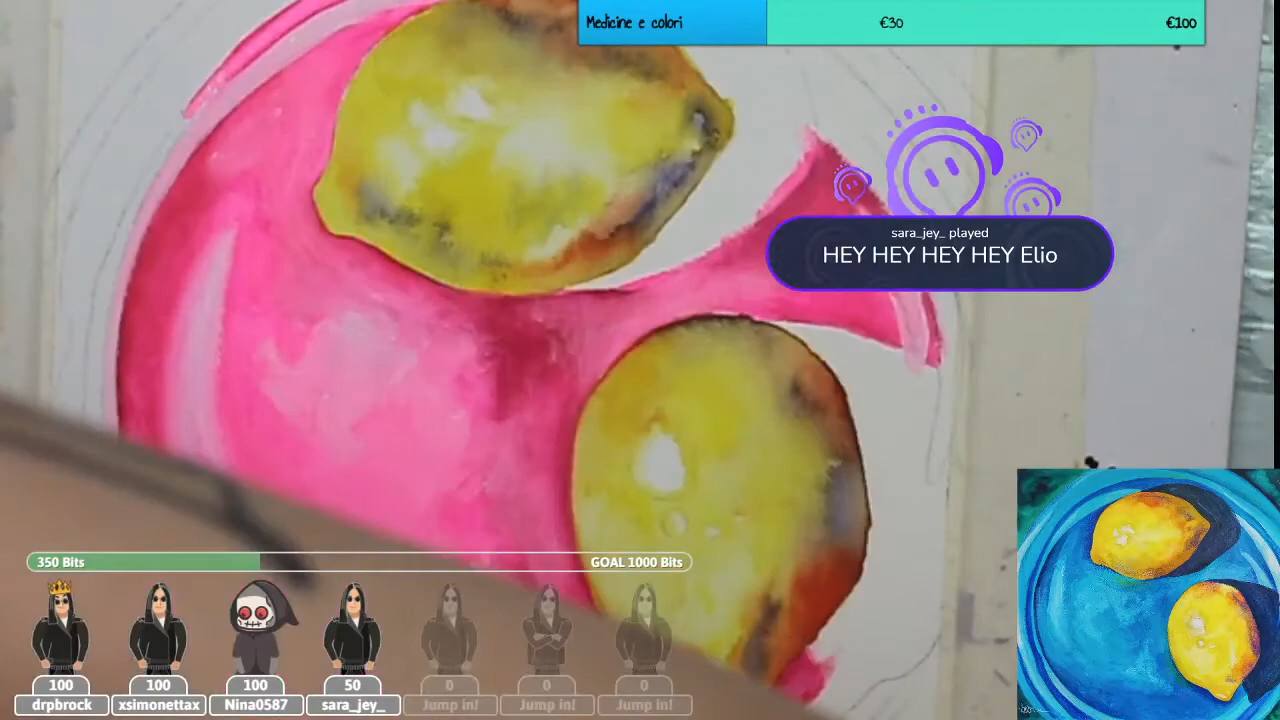 Medicine e colori €30 €100
sara_jey_ played
HEY HEY HEY HEY Elio
350 Bits GOAL 1000 Bits
100 100 100 50 0 0 0
drpbrock xsimonettax Nina0587 sara_jey_ Jump in! Jump in! Jump in!